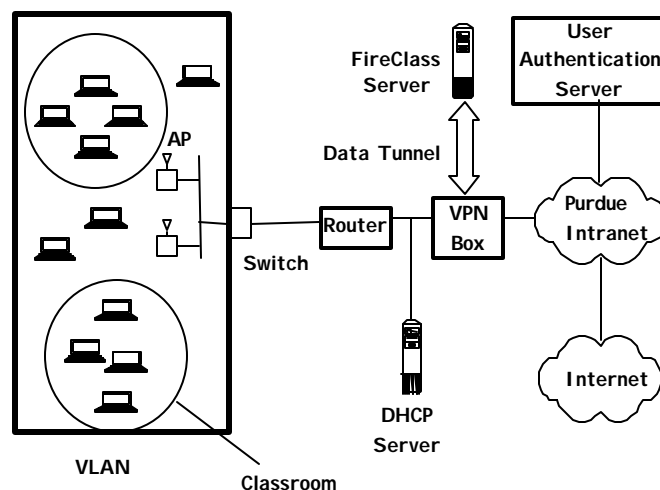 FireClass
Server
User
Authentication
Server
AP
Data Tunnel
Router
VPN
Box
Purdue
Intranet
Switch
Internet
DHCP
Server
VLAN
Classroom